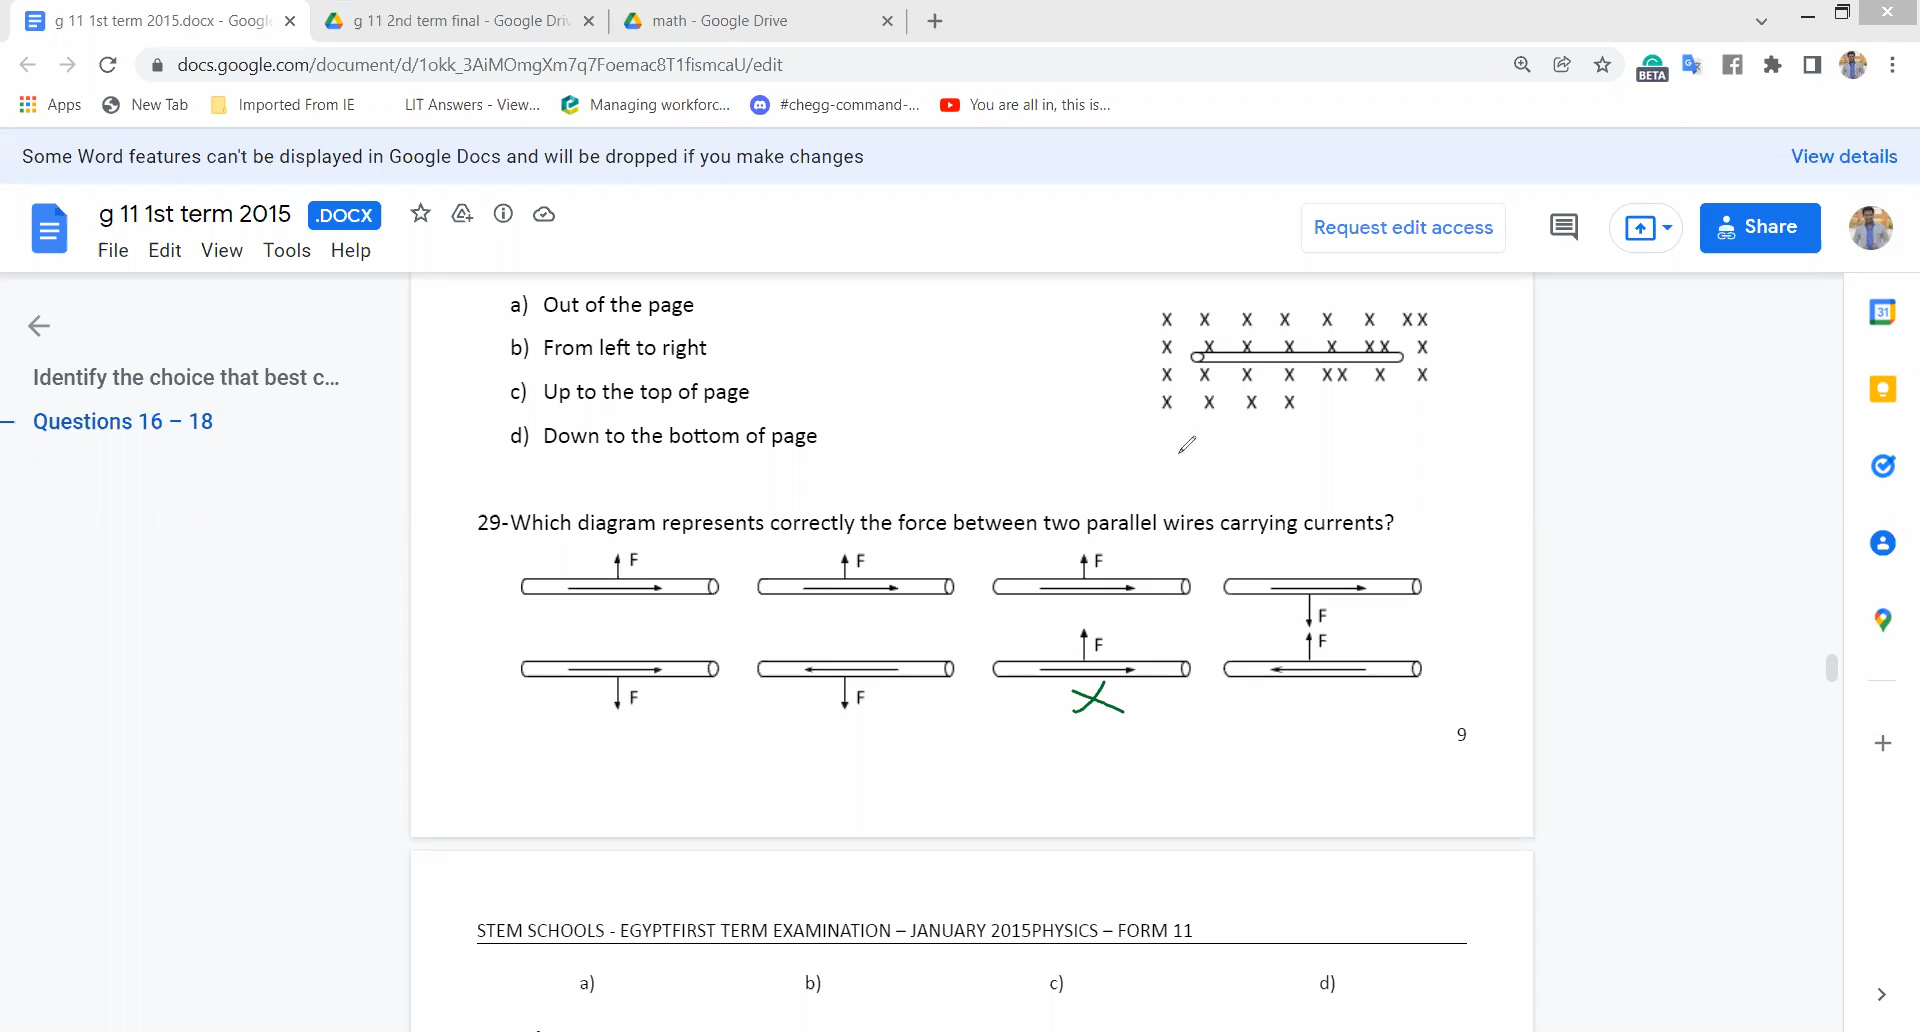 g 11 1st term 2015.docx - Google
g 11 2nd term final - Google Driv
math - Google Drive
docs.google.com/document/d/1okk_3AiMOmgXm7q7Foemac8T1fismcaU/edit
BETA
Apps
New Tab
Imported From IE
LIT Answers - View...
Managing workforc...
#chegg-command-...
You are all in, this is...
Some Word features can't be displayed in Google Docs and will be dropped if you make changes
View details
g 11 1st term 2015 .DOCX
Request edit access
Share
File Edit View Tools Help
Identify the choice that best c...
Questions 16 – 18
a) Out of the page
b) From left to right
c) Up to the top of page
d) Down to the bottom of page
X X X X X X X X
X X X X X X X X
X X X X X X X X
X X X X
29-Which diagram represents correctly the force between two parallel wires carrying currents?
F F F
F
F F
F F
9
STEM SCHOOLS - EGYPTFIRST TERM EXAMINATION – JANUARY 2015PHYSICS – FORM 11
a) b) c) d)
31